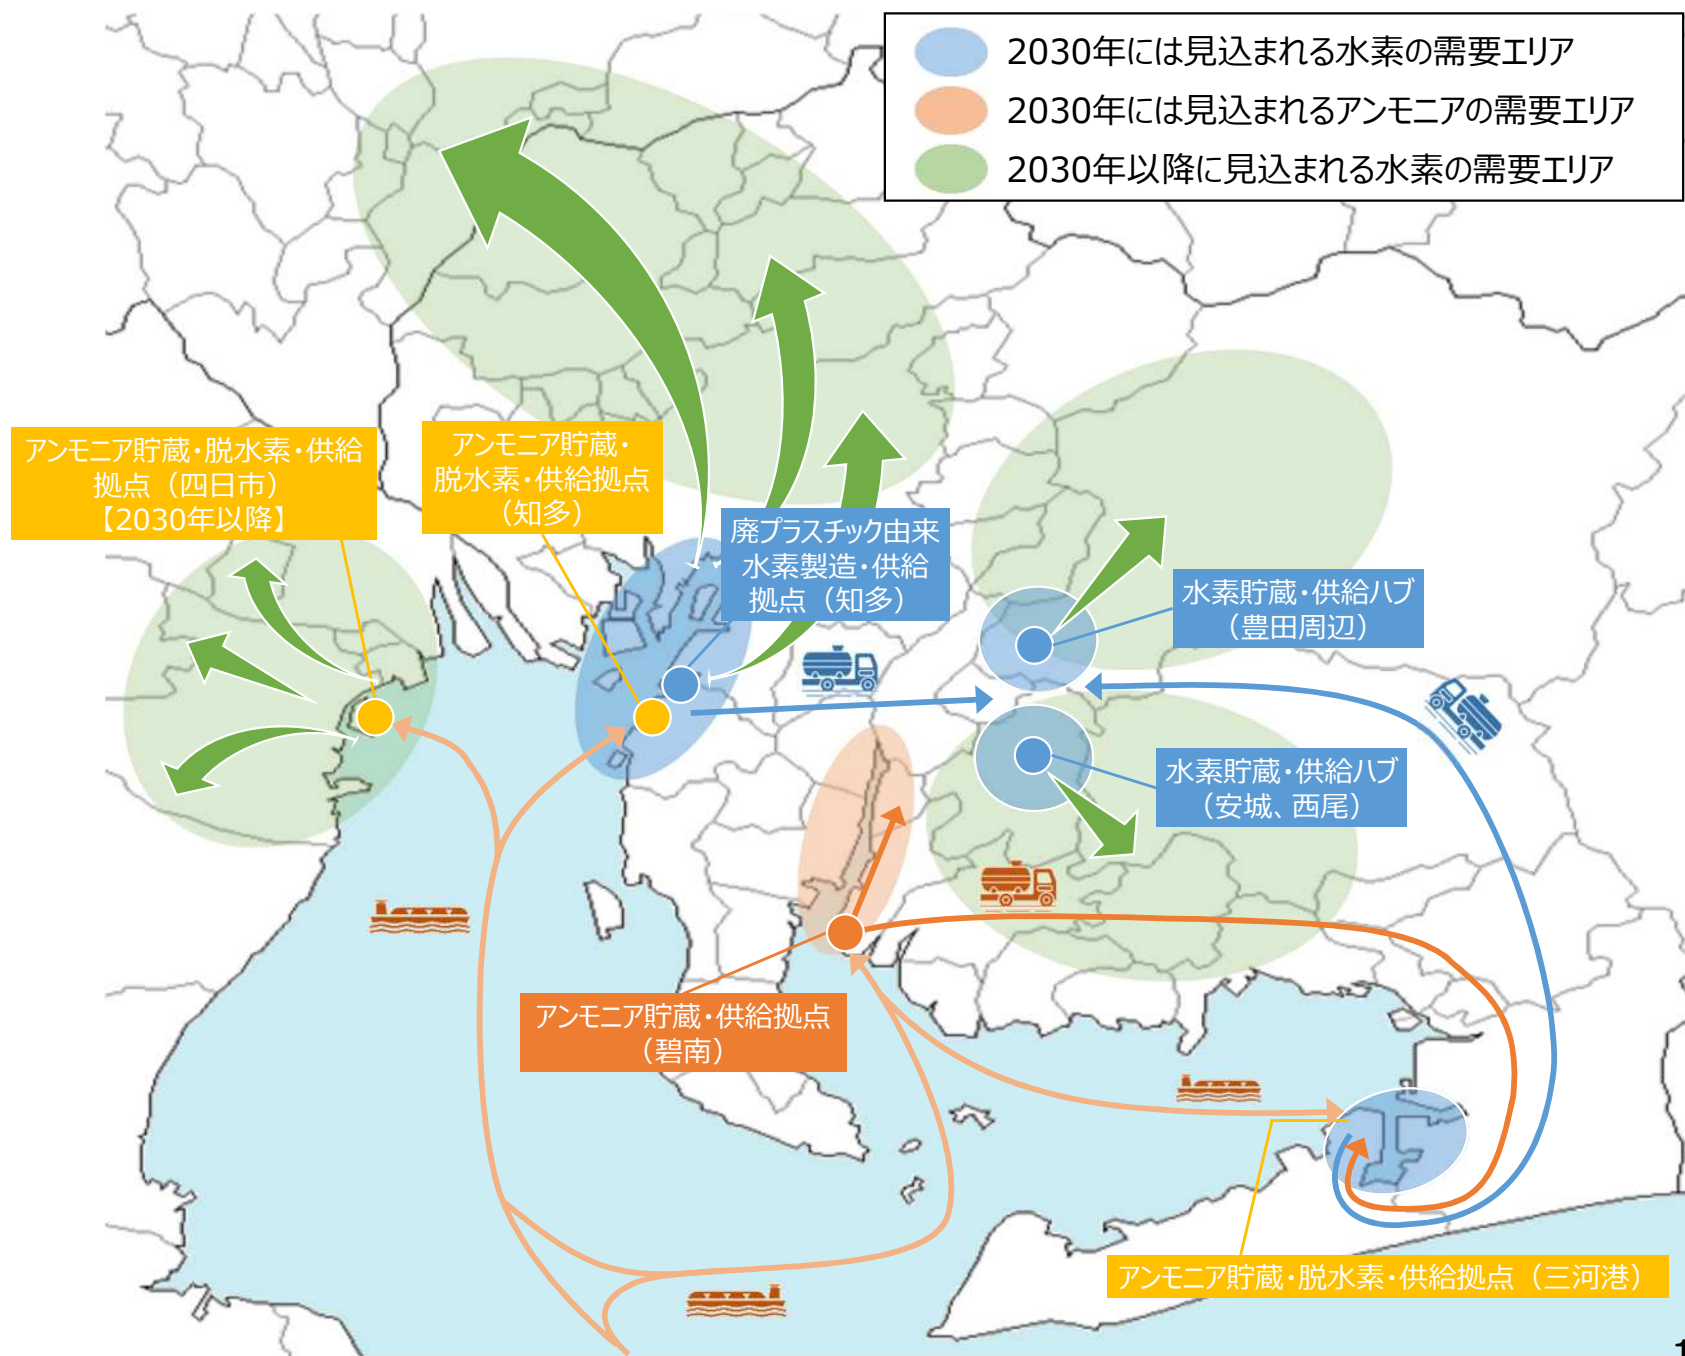 2030年には見込まれる水素の需要エリア
2030年には見込まれるアンモニアの需要エリア
2030年以降に見込まれる水素の需要エリア
アンモニア貯蔵・脱水素・供給
拠点（四日市）
【2030年以降】
アンモニア貯蔵・
脱水素・供給拠点
（知多）
廃プラスチック由来
水素製造・供給
拠点（知多）
水素貯蔵・供給ハブ
（豊田周辺）
水素貯蔵・供給ハブ
（安城、西尾）
アンモニア貯蔵・供給拠点
（碧南）
アンモニア貯蔵・脱水素・供給拠点（三河港）